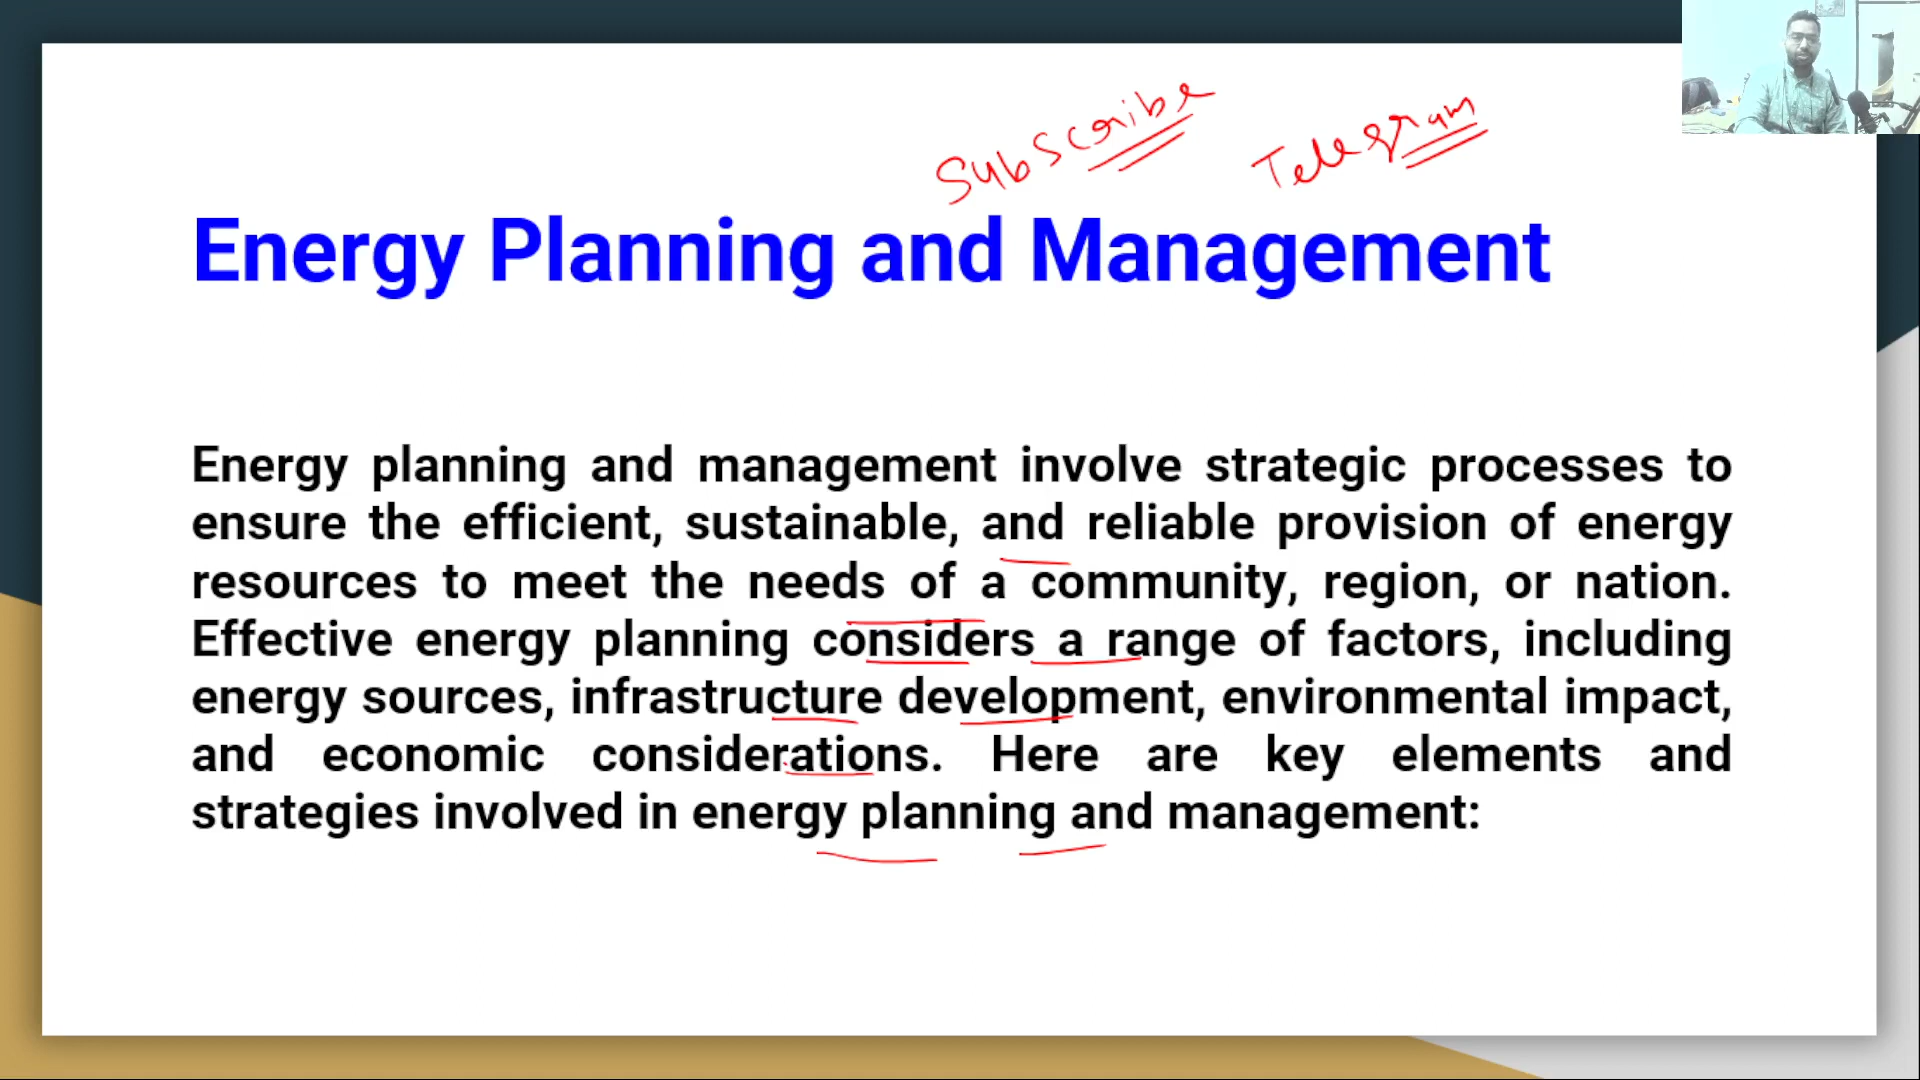 Subscribe Telegram
Energy Planning and Management
Energy planning and management involve strategic processes to
ensure the efficient, sustainable, and reliable provision of energy
resources to meet the needs of a community, region, or nation.
Effective energy planning considers a range of factors, including
energy sources, infrastructure development, environmental impact,
and economic considerations. Here are key elements and
strategies involved in energy planning and management: